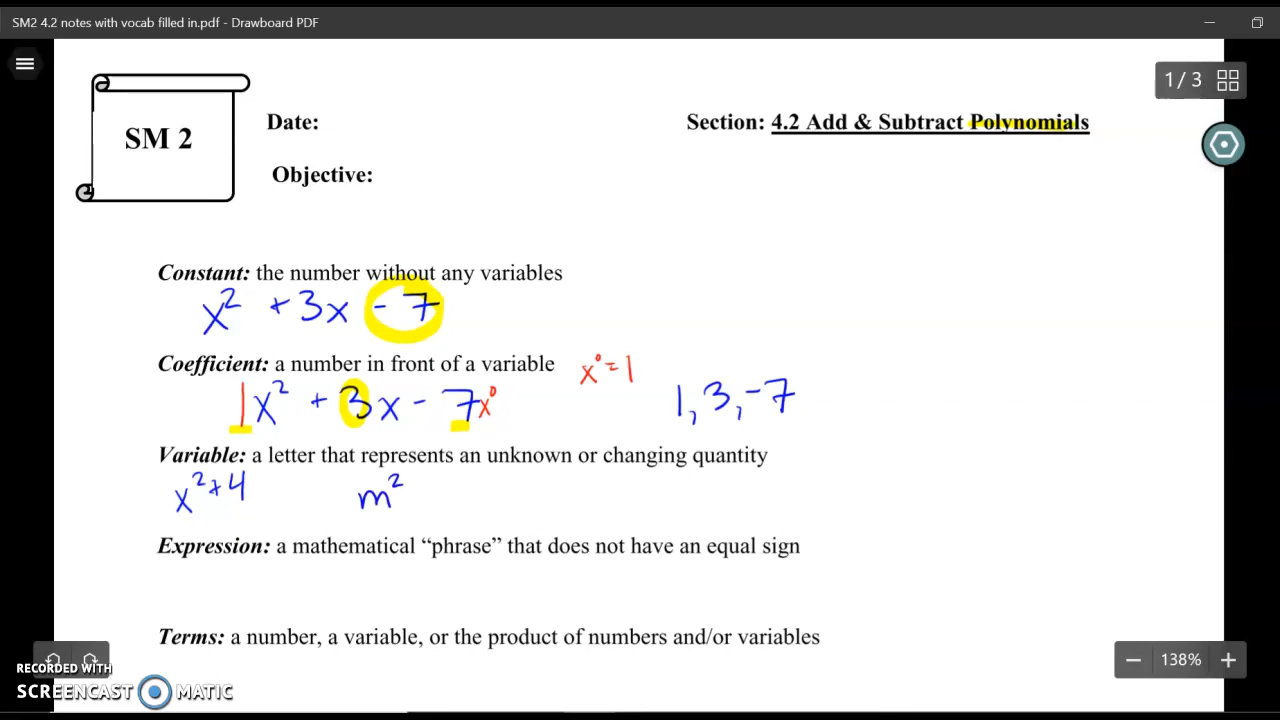 SM2 4.2 notes with vocab filled in.pdf - Drawboard PDF
1 / 3
SM 2
Date:
Section: 4.2 Add & Subtract Polynomials
Objective:
Constant: the number without any variables
x² + 3x - 7
Coefficient: a number in front of a variable
x⁰ = 1
1x² + 3x - 7x⁰
1, 3, -7
Variable: a letter that represents an unknown or changing quantity
x² + 4
m²
Expression: a mathematical “phrase” that does not have an equal sign
Terms: a number, a variable, or the product of numbers and/or variables
138%
RECORDED WITH
SCREENCAST MATIC